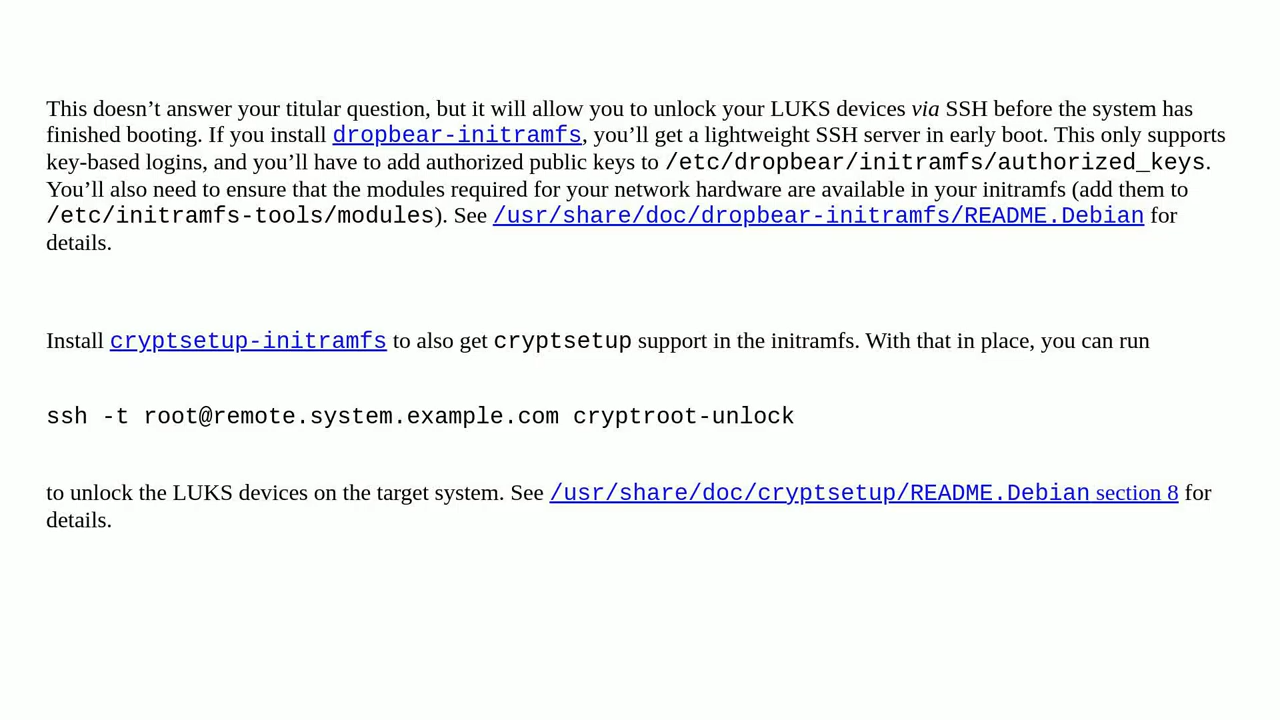 This doesn’t answer your titular question, but it will allow you to unlock your LUKS devices via SSH before the system has
finished booting. If you install dropbear-initramfs, you’ll get a lightweight SSH server in early boot. This only supports
key-based logins, and you’ll have to add authorized public keys to /etc/dropbear/initramfs/authorized_keys.
You’ll also need to ensure that the modules required for your network hardware are available in your initramfs (add them to
/etc/initramfs-tools/modules). See /usr/share/doc/dropbear-initramfs/README.Debian for
details.
Install cryptsetup-initramfs to also get cryptsetup support in the initramfs. With that in place, you can run
ssh -t root@remote.system.example.com cryptroot-unlock
to unlock the LUKS devices on the target system. See /usr/share/doc/cryptsetup/README.Debian section 8 for
details.